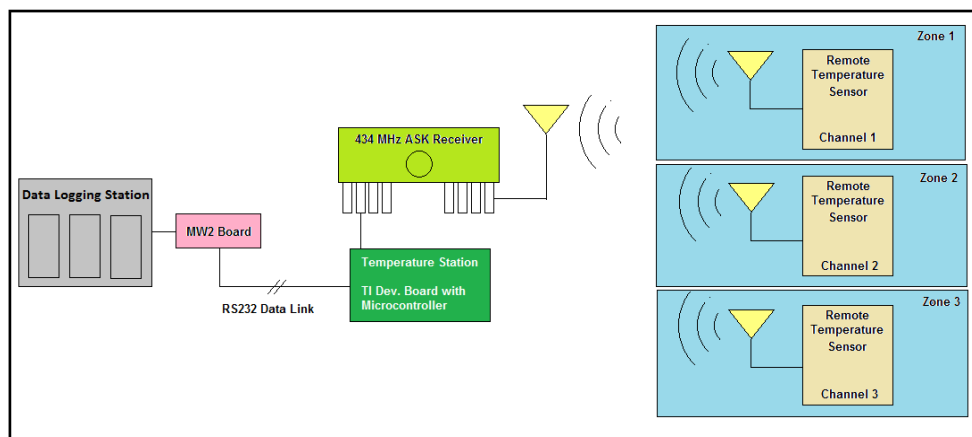 Data Logging Station
MW2 Board
RS232 Data Link
434 MHz ASK Receiver
Temperature Station
TI Dev. Board with
Microcontroller
Zone 1
Remote
Temperature
Sensor
Channel 1
Zone 2
Remote
Temperature
Sensor
Channel 2
Zone 3
Remote
Temperature
Sensor
Channel 3